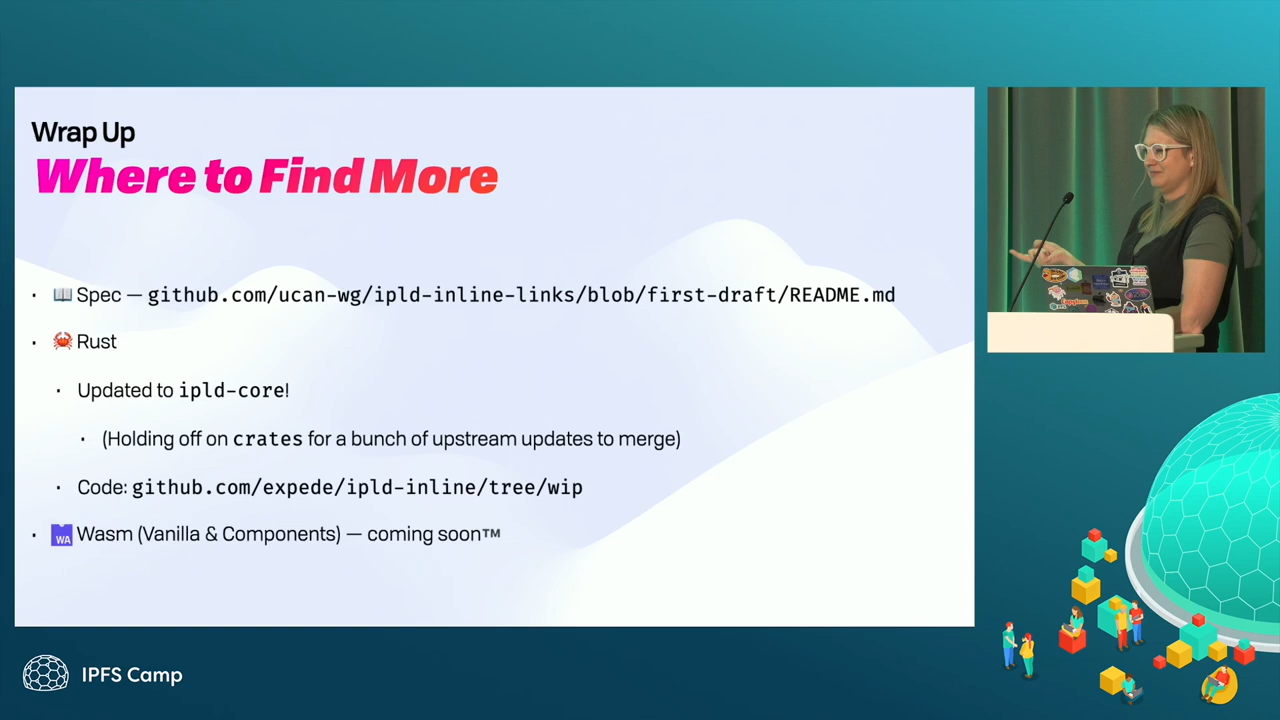 Wrap Up
Where to Find More
· 📖 Spec — github.com/ucan-wg/ipld-inline-links/blob/first-draft/README.md
· 🦀 Rust
· Updated to ipld-core!
· (Holding off on crates for a bunch of upstream updates to merge)
· Code: github.com/expede/ipld-inline/tree/wip
· WA Wasm (Vanilla & Components) — coming soon™
IPFS Camp